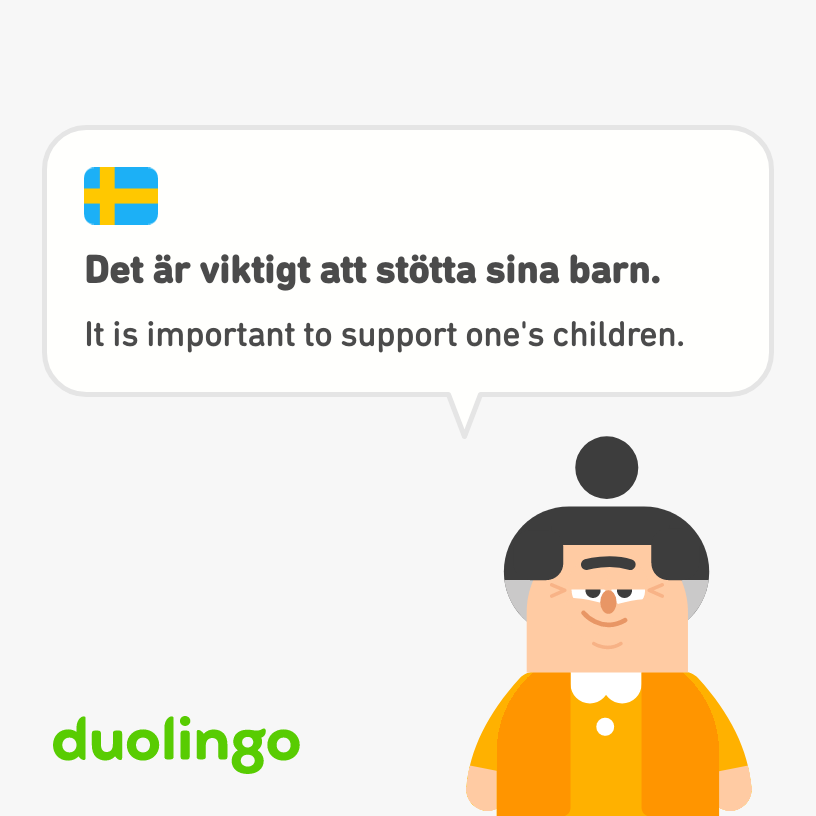 Det är viktigt att stötta sina barn.
It is important to support one's children.
duolingo